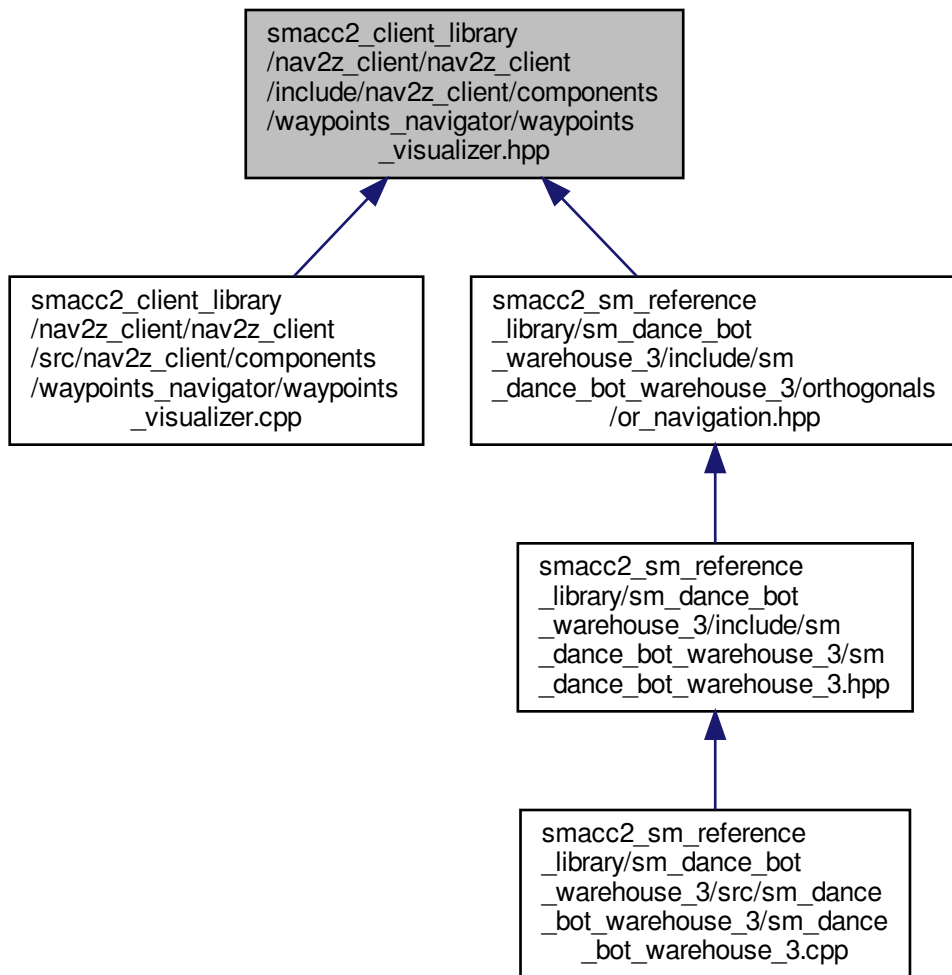 smacc2_client_library
/nav2z_client/nav2z_client
/include/nav2z_client/components
/waypoints_navigator/waypoints
_visualizer.hpp
smacc2_client_library
/nav2z_client/nav2z_client
/src/nav2z_client/components
/waypoints_navigator/waypoints
_visualizer.cpp
smacc2_sm_reference
_library/sm_dance_bot
_warehouse_3/include/sm
_dance_bot_warehouse_3/orthogonals
/or_navigation.hpp
smacc2_sm_reference
_library/sm_dance_bot
_warehouse_3/include/sm
_dance_bot_warehouse_3/sm
_dance_bot_warehouse_3.hpp
smacc2_sm_reference
_library/sm_dance_bot
_warehouse_3/src/sm_dance
_bot_warehouse_3/sm_dance
_bot_warehouse_3.cpp